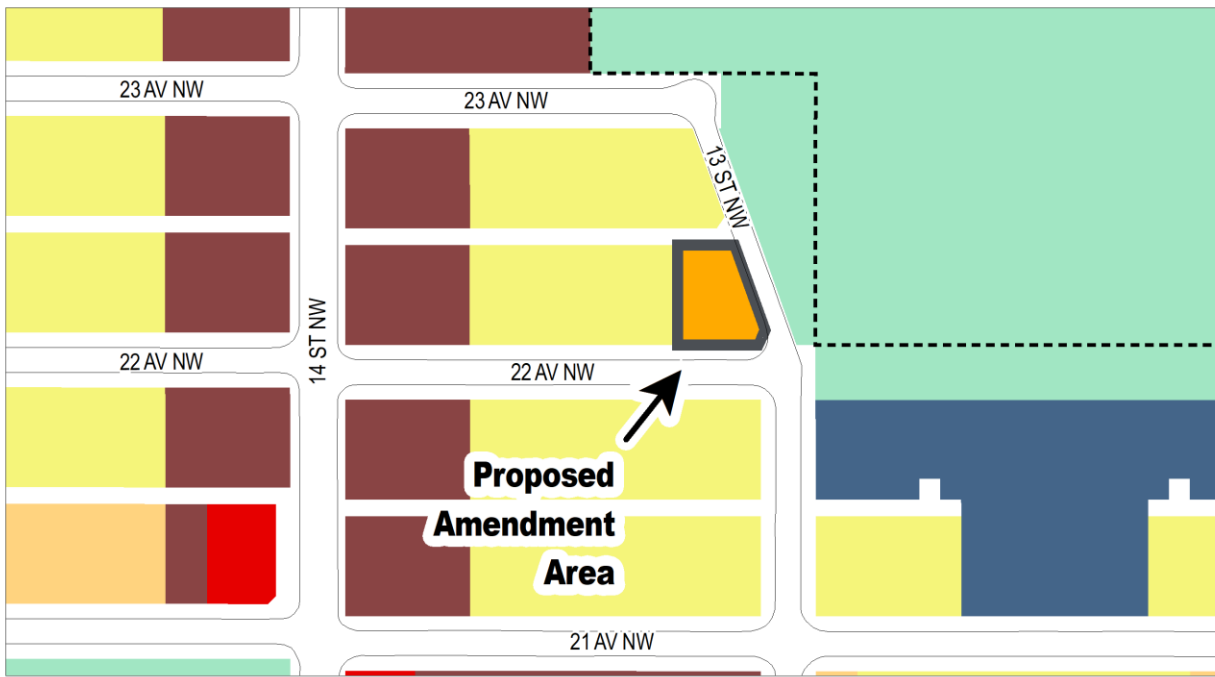 23 AV NW
23 AV NW
13 ST NW
14 ST NW
22 AV NW
22 AV NW
Proposed
Amendment
Area
21 AV NW